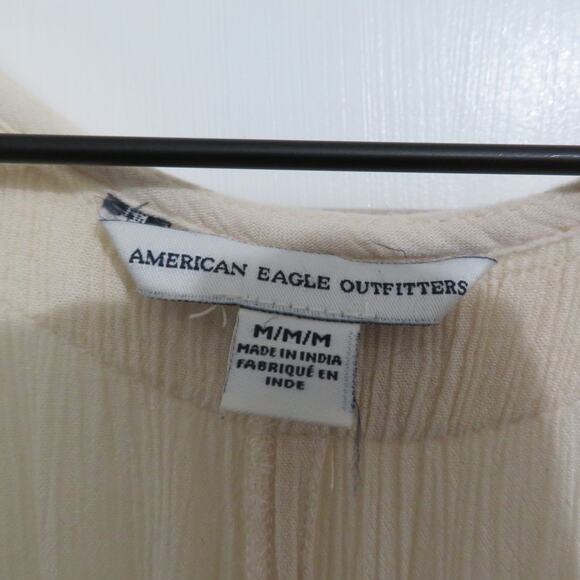 AMERICAN EAGLE OUTFITTERS
M/M/M
MADE IN INDIA
FABRIQUÉ EN
INDE